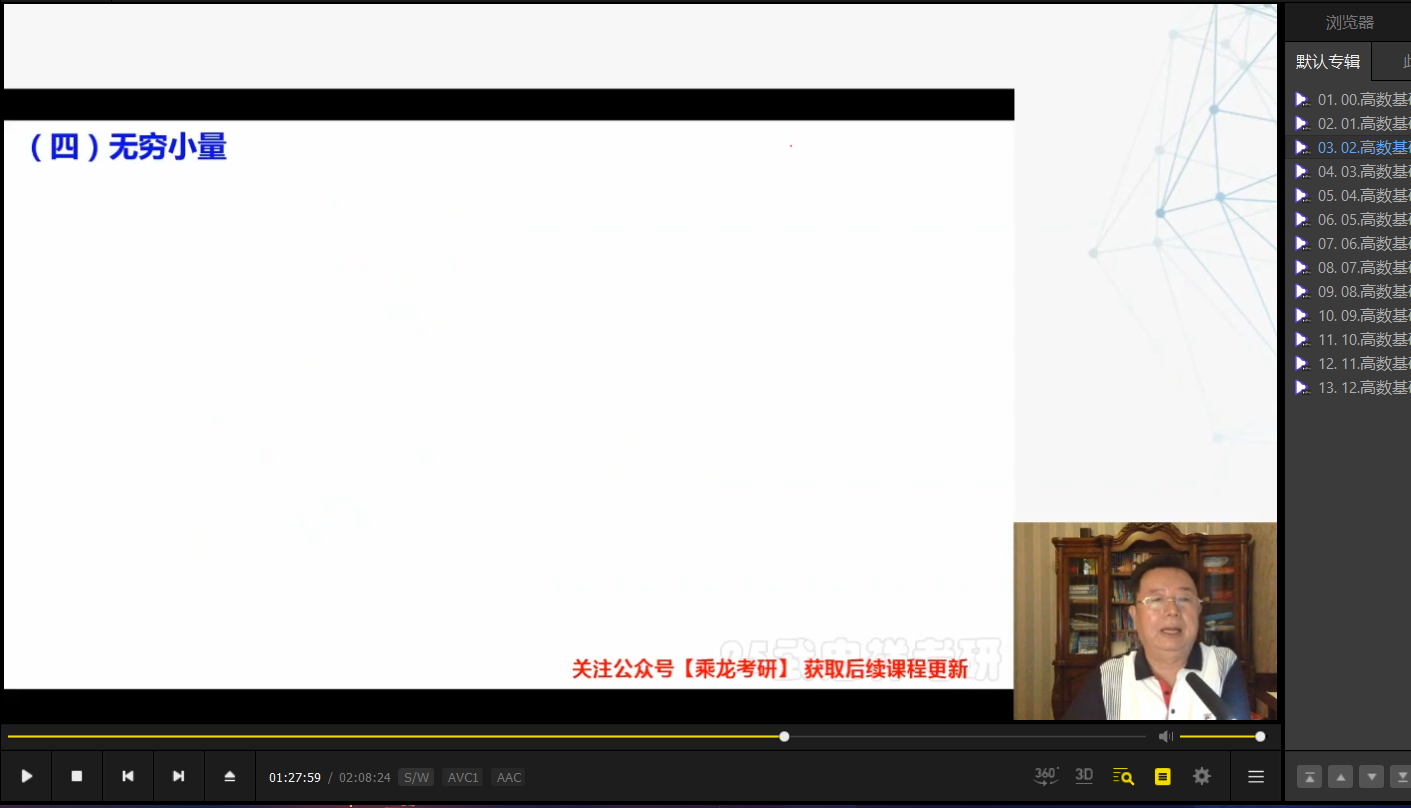 浏览器
默认专辑
（四）无穷小量
01. 00.高数基
02. 01.高数基
03. 02.高数基
04. 03.高数基
05. 04.高数基
06. 05.高数基
07. 06.高数基
08. 07.高数基
09. 08.高数基
10. 09.高数基
11. 10.高数基
12. 11.高数基
13. 12.高数基
关注公众号【乘龙考研】 获取后续课程更新
01:27:59 / 02:08:24 S/W AVC1 AAC
360° 3D